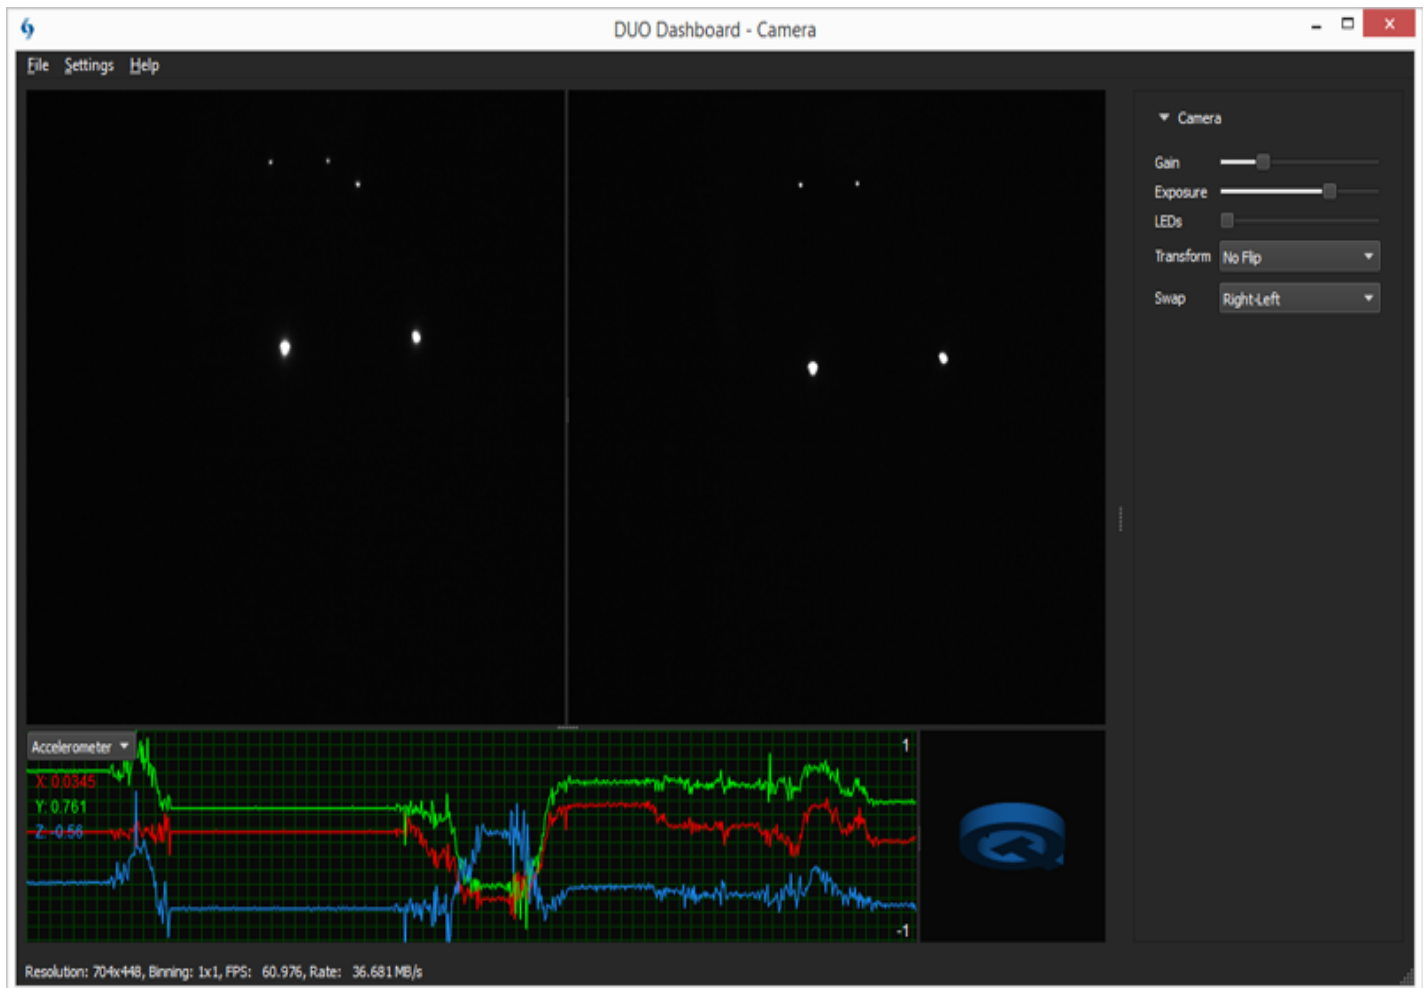 DUO Dashboard - Camera
File Settings Help
Camera
Gain
Exposure
LEDs
Transform No Flip
Swap Right-Left
Accelerometer
1
X: 0.0345
Y: 0.761
Z: -0.56
-1
Resolution: 704x448, Binning: 1x1, FPS: 60.976, Rate: 36.681 MB/s